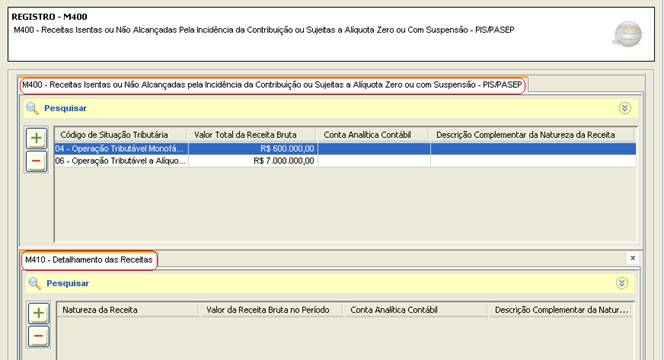 REGISTRO - M400
M400 - Receitas Isentas ou Não Alcançadas Pela Incidência da Contribuição ou Sujeitas a Alíquota Zero ou Com Suspensão - PIS/PASEP
M400 - Receitas Isentas ou Não Alcançadas pela Incidência da Contribuição ou Sujeitas a Alíquota Zero ou com Suspensão - PIS/PASEP
Pesquisar
Código de Situação Tributária Valor Total da Receita Bruta Conta Analítica Contábil Descrição Complementar da Natureza da Receita
04 - Operação Tributável Monofá... R$ 600.000,00
06 - Operação Tributável a Alíquo... R$ 7.000.000,00
M410 - Detalhamento das Receitas
Pesquisar
Natureza da Receita Valor da Receita Bruta no Período Conta Analítica Contábil Descrição Complementar da Natur...